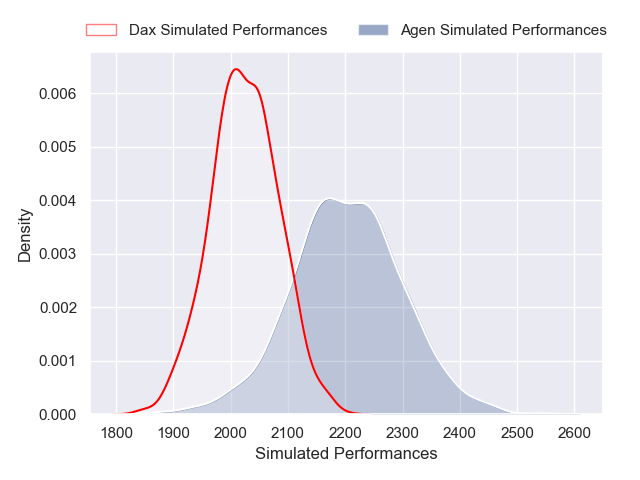 Dax Simulated Performances Agen Simulated Performances
0.006
0.005
0.004
0.003
0.002
0.001
0.000
Density
1800 1900 2000 2100 2200 2300 2400 2500 2600
Simulated Performances